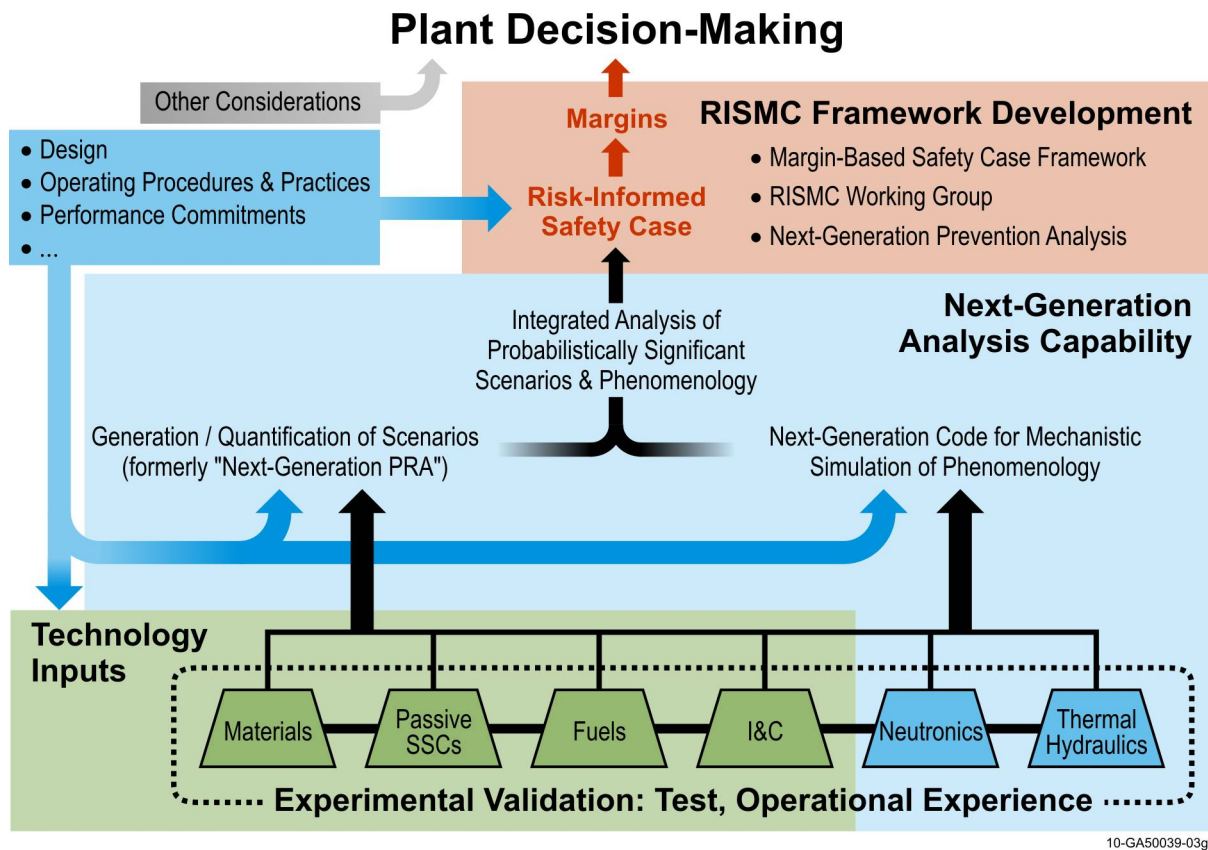 Plant Decision-Making
Other Considerations
• Design
• Operating Procedures & Practices
• Performance Commitments
• ...
Margins
Risk-Informed
Safety Case
RISMC Framework Development
• Margin-Based Safety Case Framework
• RISMC Working Group
• Next-Generation Prevention Analysis
Next-Generation
Analysis Capability
Integrated Analysis of
Probabilistically Significant
Scenarios & Phenomenology
Generation / Quantification of Scenarios
(formerly "Next-Generation PRA")
Next-Generation Code for Mechanistic
Simulation of Phenomenology
Technology
Inputs
Materials
Passive
SSCs
Fuels
I&C
Neutronics
Thermal
Hydraulics
Experimental Validation: Test, Operational Experience
10-GA50039-03g